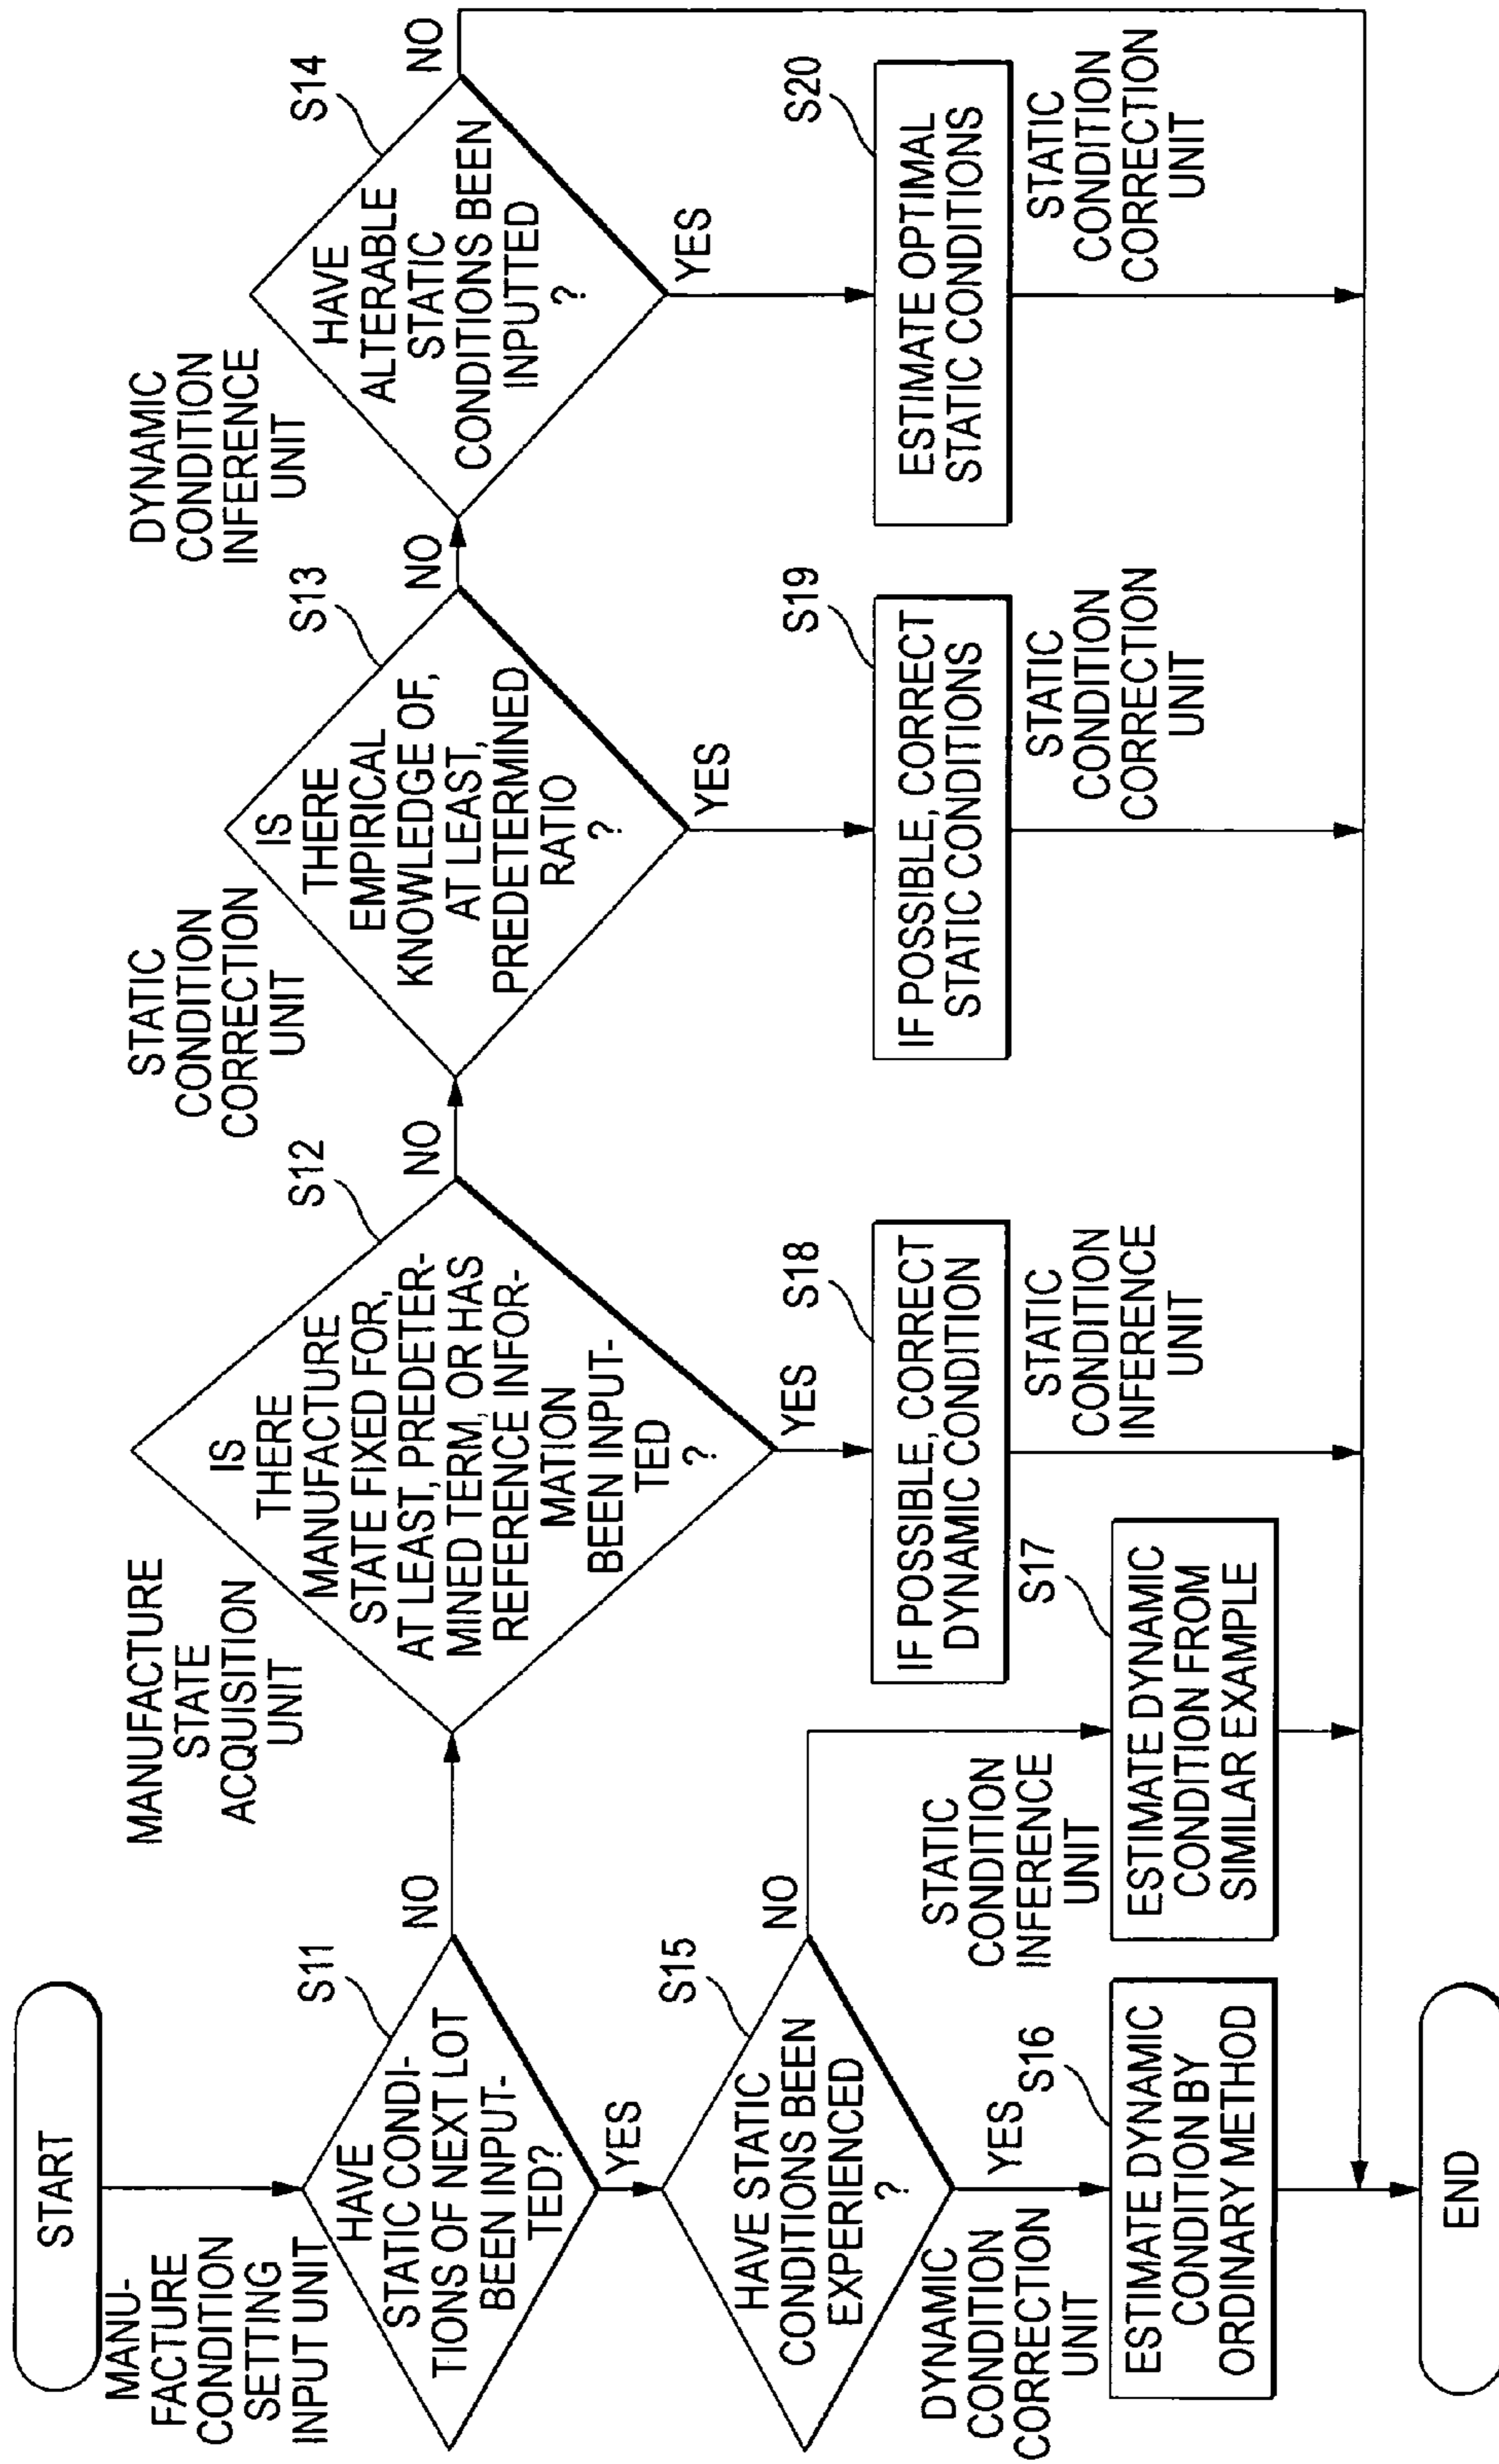 START
MANU-
FACTURE
CONDITION
SETTING
INPUT UNIT
S11
HAVE
STATIC CONDI-
TIONS OF NEXT LOT
BEEN INPUT-
TED?
NO
YES
S15
HAVE STATIC
CONDITIONS BEEN
EXPERIENCED
?
NO
YES
DYNAMIC
CONDITION
CORRECTION
UNIT
S16
ESTIMATE DYNAMIC
CONDITION BY
ORDINARY METHOD
STATIC
CONDITION
INFERENCE
UNIT
S17
ESTIMATE DYNAMIC
CONDITION FROM
SIMILAR EXAMPLE
MANUFACTURE
STATE
ACQUISITION
UNIT
S12
IS
THERE
MANUFACTURE
STATE FIXED FOR,
AT LEAST, PREDETER-
MINED TERM, OR HAS
REFERENCE INFOR-
MATION
BEEN INPUT-
TED
?
NO
YES
S18
IF POSSIBLE, CORRECT
DYNAMIC CONDITION
STATIC
CONDITION
INFERENCE
UNIT
STATIC
CONDITION
CORRECTION
UNIT
S13
IS
THERE
EMPIRICAL
KNOWLEDGE OF,
AT LEAST,
PREDETERMINED
RATIO
?
NO
YES
S19
IF POSSIBLE, CORRECT
STATIC CONDITIONS
STATIC
CONDITION
CORRECTION
UNIT
DYNAMIC
CONDITION
INFERENCE
UNIT
S14
HAVE
ALTERABLE
STATIC
CONDITIONS BEEN
INPUTTED
?
NO
YES
S20
ESTIMATE OPTIMAL
STATIC CONDITIONS
STATIC
CONDITION
CORRECTION
UNIT
END